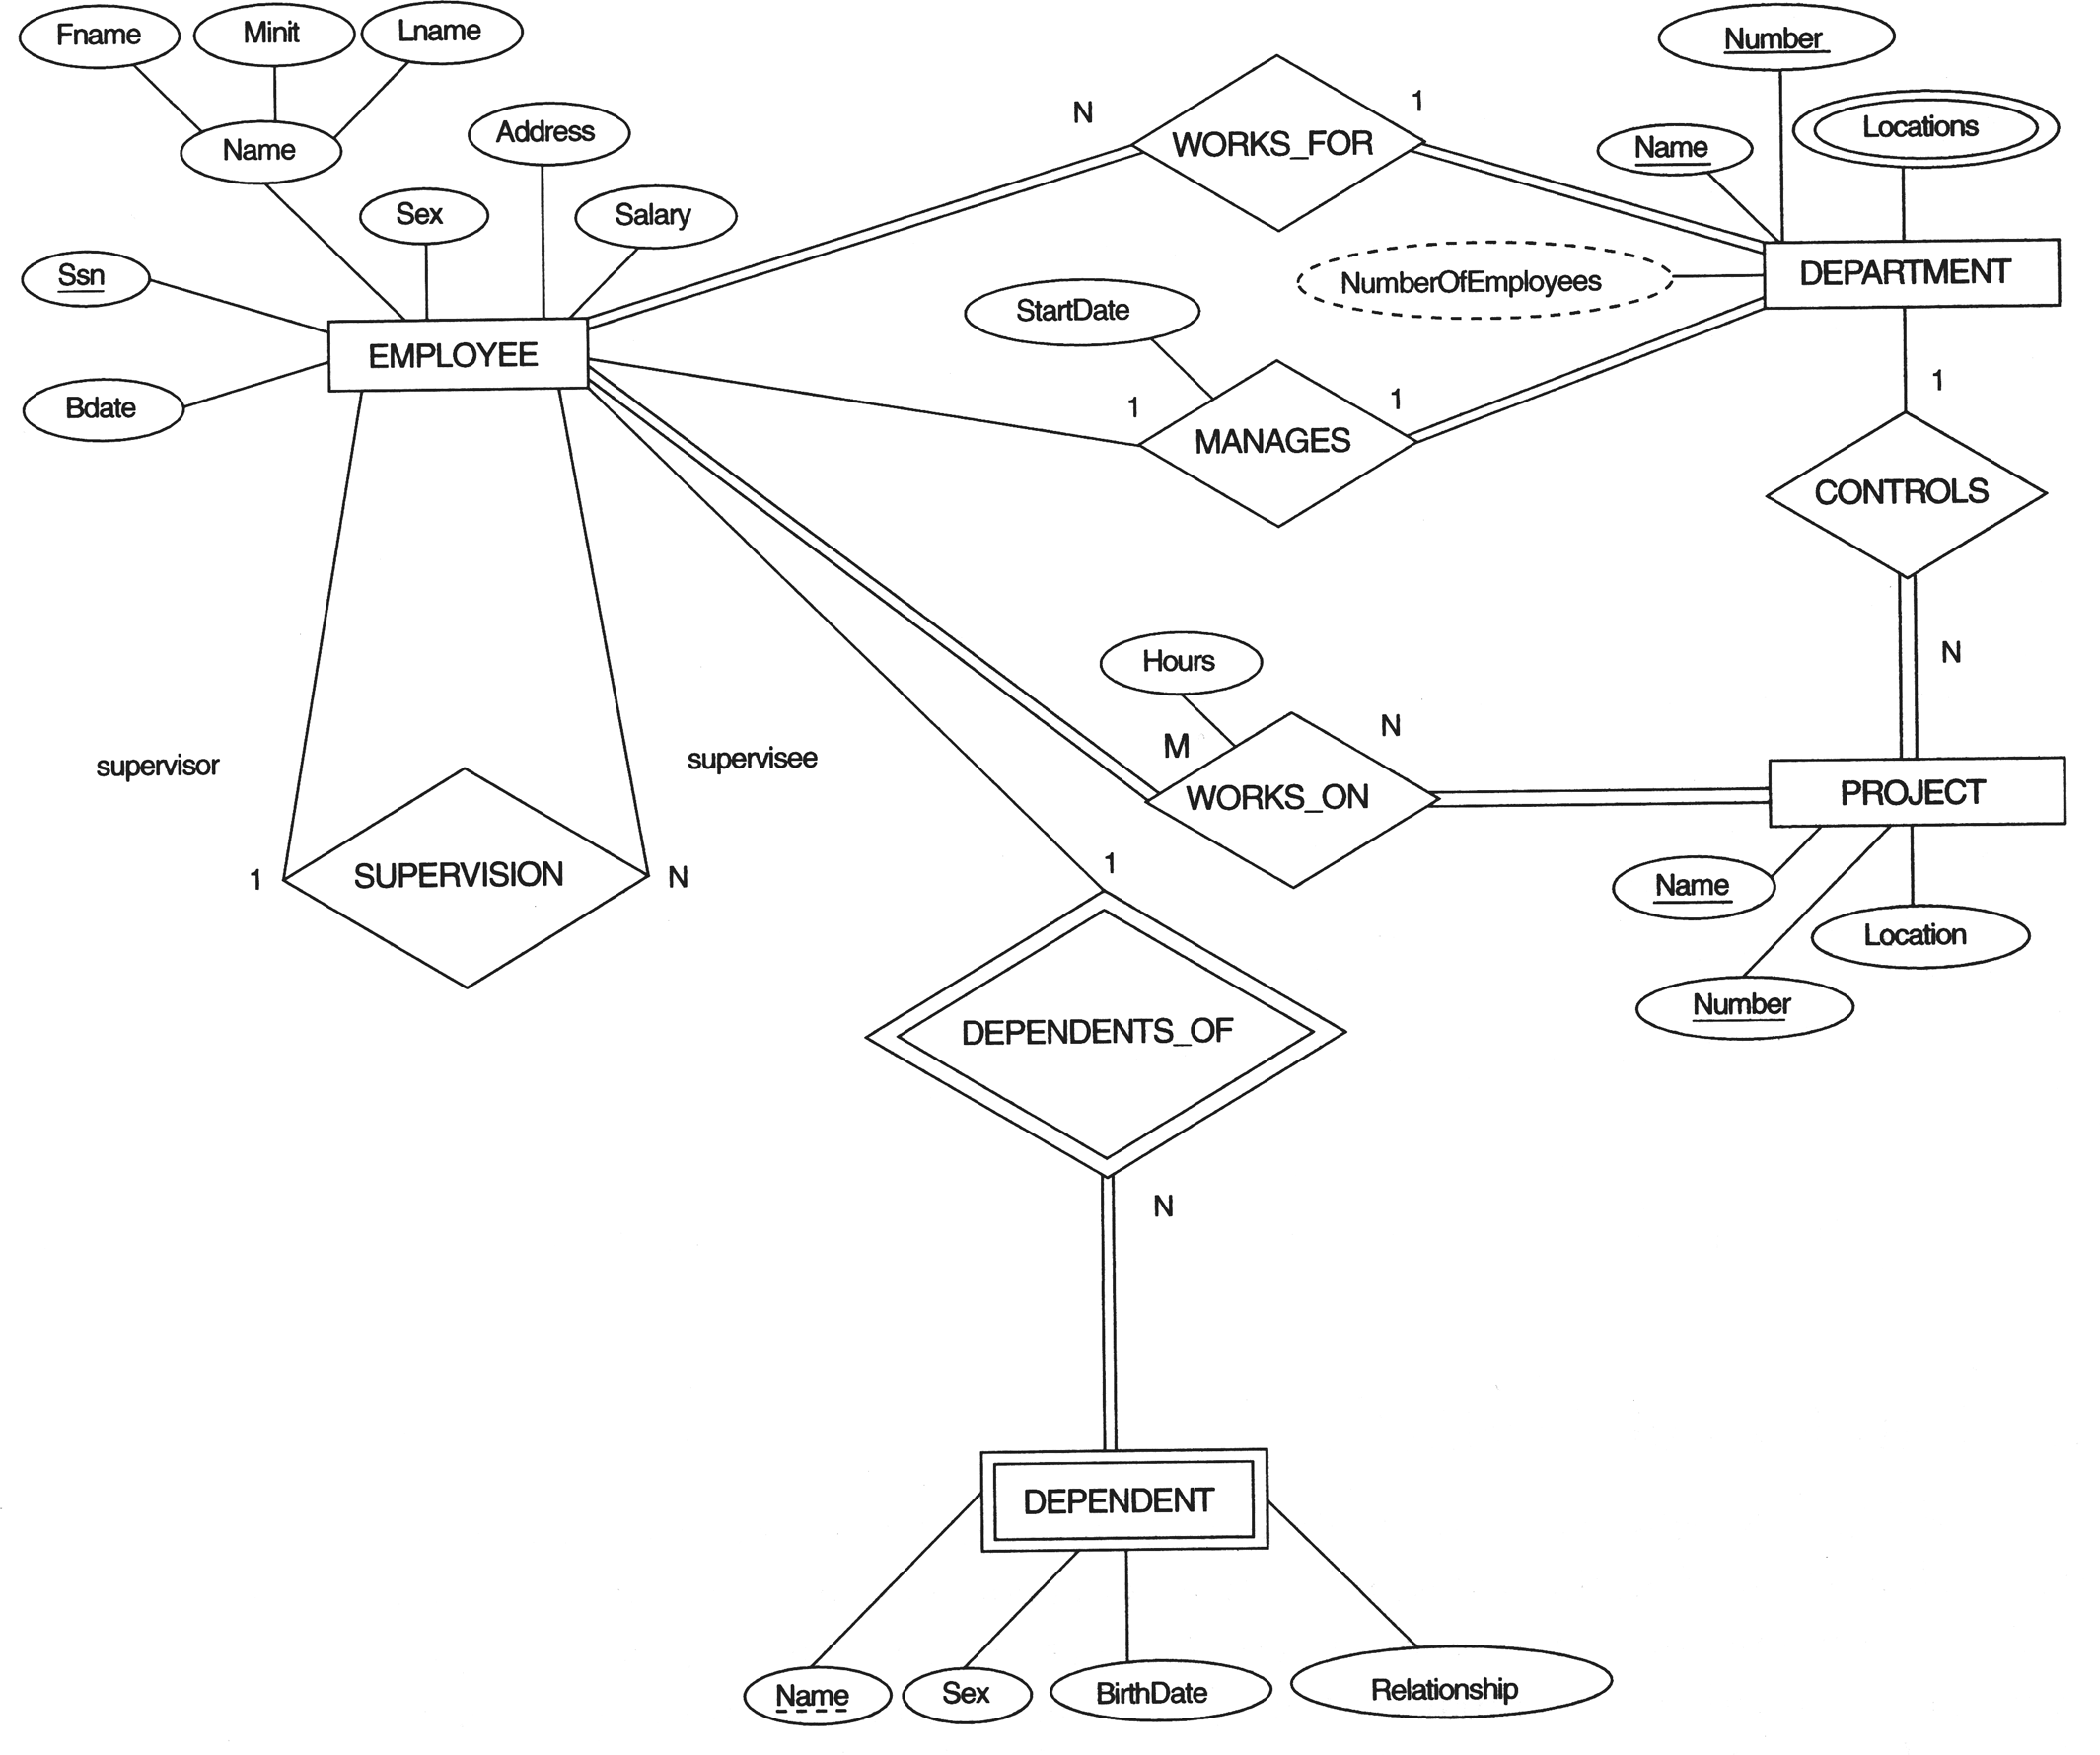 Fname
Minit
Lname
Number
N
1
WORKS_FOR
Locations
Name
Address
Name
Sex
Salary
Ssn
DEPARTMENT
NumberOfEmployees
StartDate
EMPLOYEE
Bdate
1
1
1
MANAGES
CONTROLS
Hours
N
M
N
supervisor
supervisee
WORKS_ON
PROJECT
1
SUPERVISION
N
1
Name
Location
Number
DEPENDENTS_OF
N
DEPENDENT
Name
Sex
BirthDate
Relationship